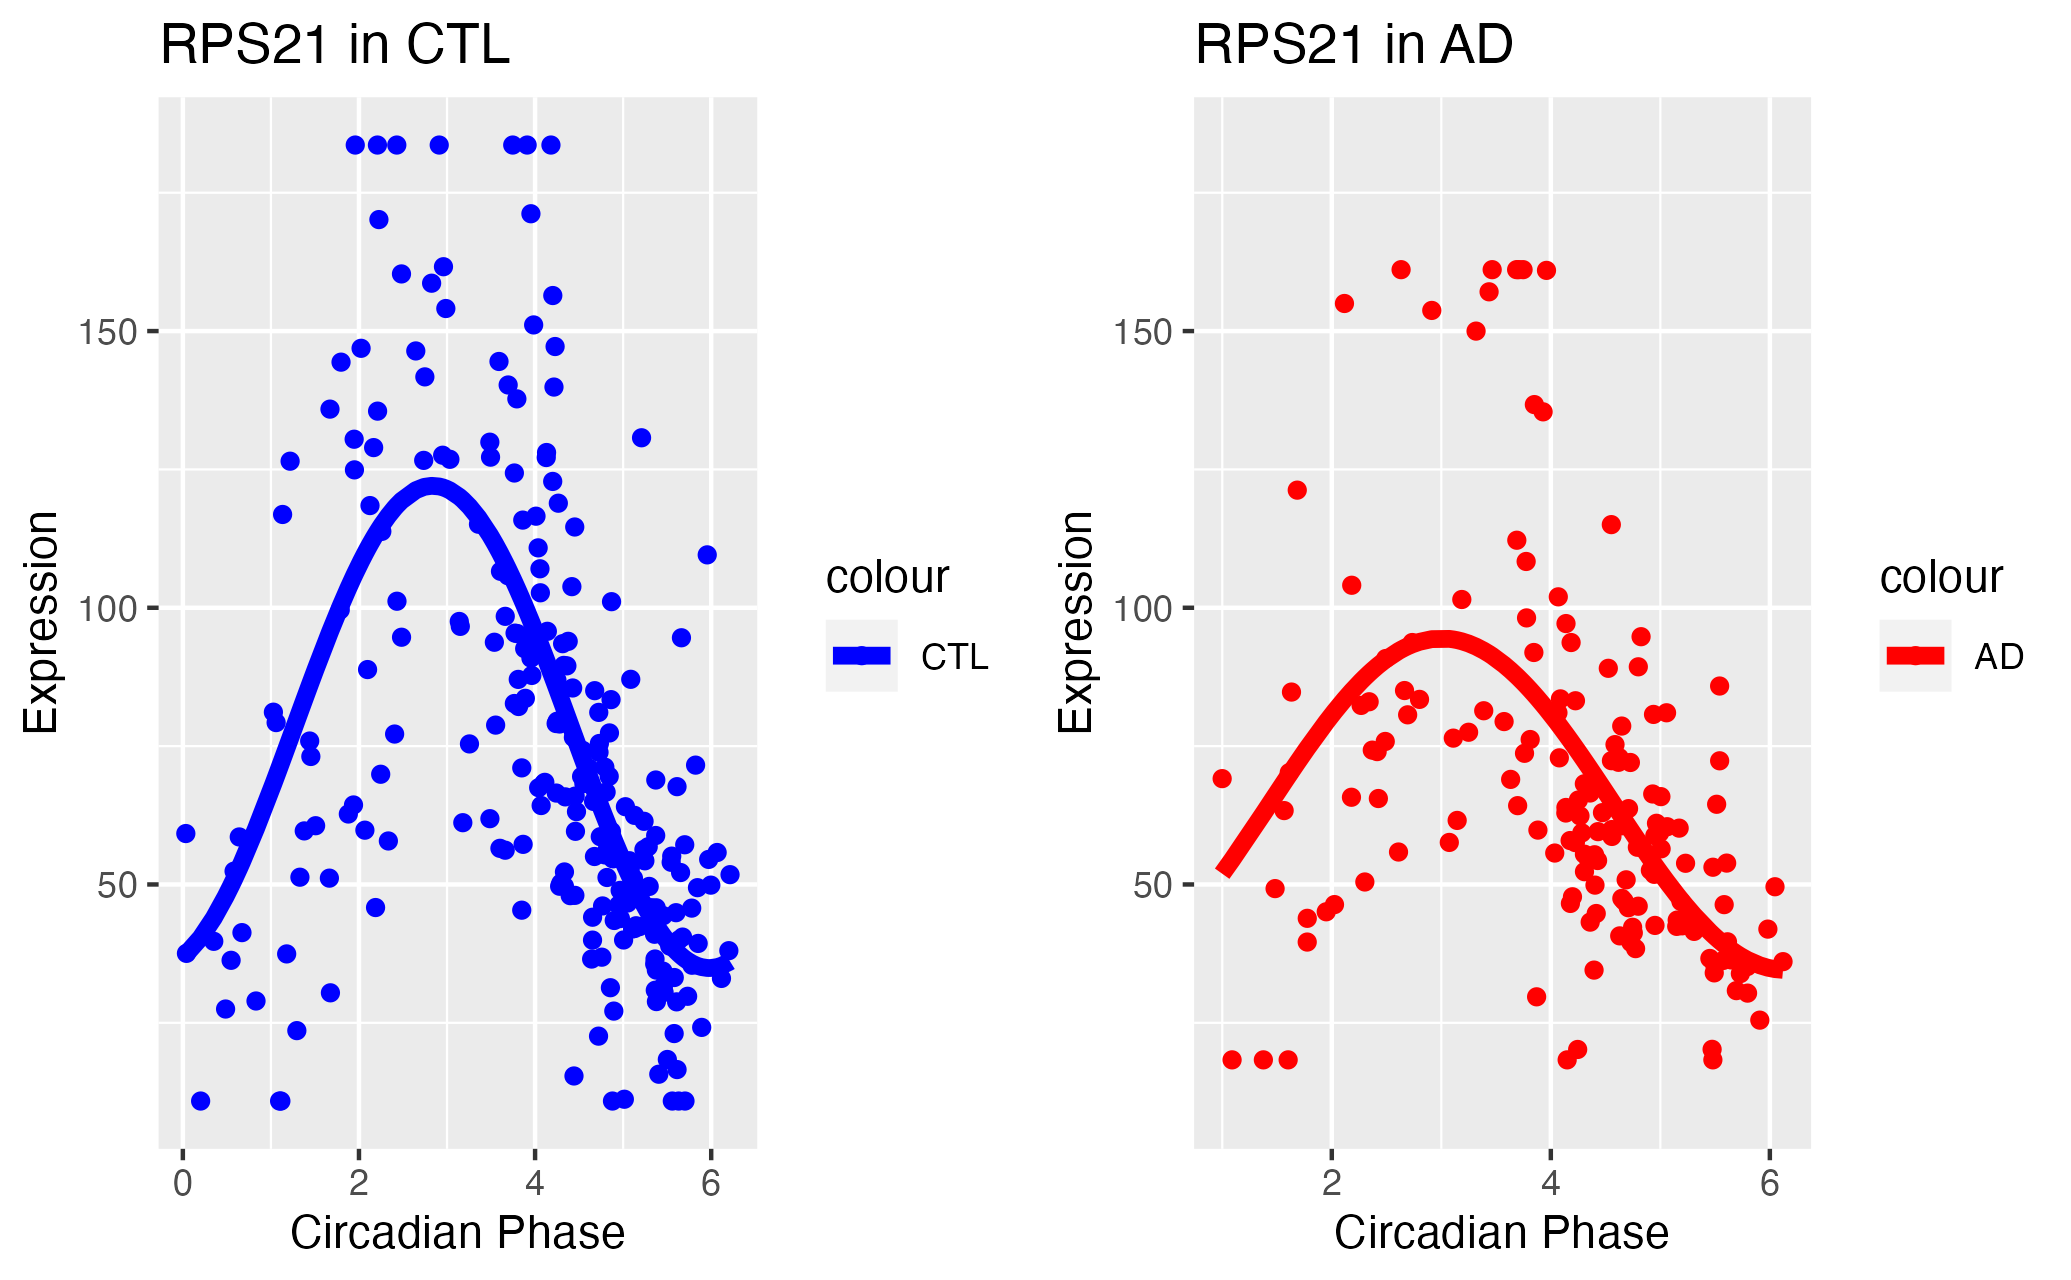 RPS21 in CTL
Expression
150
100
50
0 2 4 6
Circadian Phase
colour
CTL
RPS21 in AD
Expression
150
100
50
2 4 6
Circadian Phase
colour
AD